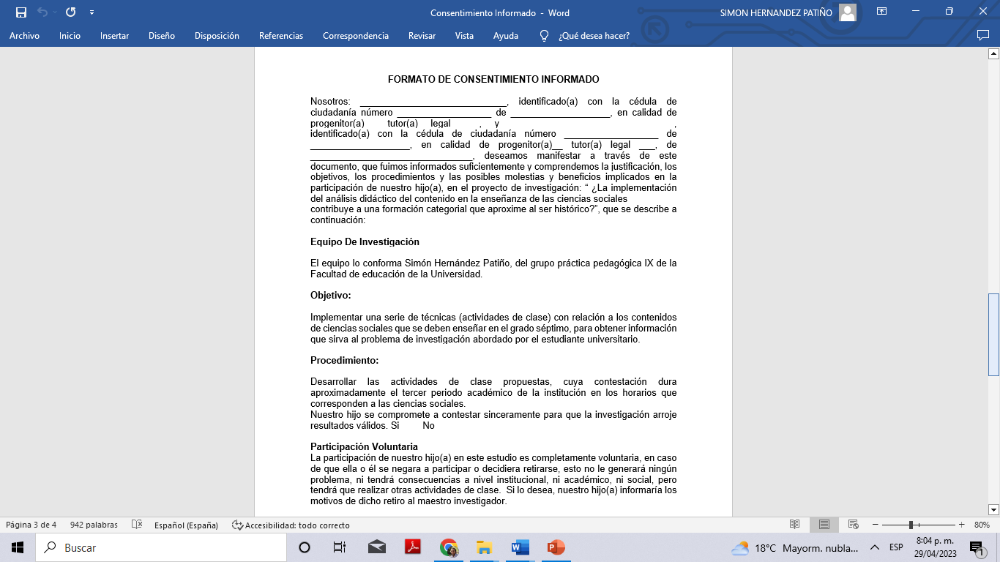 Consentimiento Informado - Word
SIMON HERNANDEZ PATIÑO
Archivo Inicio Insertar Diseño Disposición Referencias Correspondencia Revisar Vista Ayuda ¿Qué desea hacer?
FORMATO DE CONSENTIMIENTO INFORMADO
Nosotros: ____________________________, identificado(a) con la cédula de
ciudadanía número __________________ de ___________________, en calidad de
progenitor(a) tutor(a) legal , y ,
identificado(a) con la cédula de ciudadanía número __________________ de
___________________, en calidad de progenitor(a)__ tutor(a) legal ___, de
_______________________________, deseamos manifestar a través de este
documento, que fuimos informados suficientemente y comprendemos la justificación, los
objetivos, los procedimientos y las posibles molestias y beneficios implicados en la
participación de nuestro hijo(a), en el proyecto de investigación: “ ¿La implementación
del análisis didáctico del contenido en la enseñanza de las ciencias sociales
contribuye a una formación categorial que aproxime al ser histórico?”, que se describe a
continuación:
Equipo De Investigación
El equipo lo conforma Simón Hernández Patiño, del grupo práctica pedagógica IX de la
Facultad de educación de la Universidad.
Objetivo:
Implementar una serie de técnicas (actividades de clase) con relación a los contenidos
de ciencias sociales que se deben enseñar en el grado séptimo, para obtener información
que sirva al problema de investigación abordado por el estudiante universitario.
Procedimiento:
Desarrollar las actividades de clase propuestas, cuya contestación dura
aproximadamente el tercer periodo académico de la institución en los horarios que
corresponden a las ciencias sociales.
Nuestro hijo se compromete a contestar sinceramente para que la investigación arroje
resultados válidos. Si No
Participación Voluntaria
La participación de nuestro hijo(a) en este estudio es completamente voluntaria, en caso
de que ella o él se negara a participar o decidiera retirarse, esto no le generará ningún
problema, ni tendrá consecuencias a nivel institucional, ni académico, ni social, pero
tendrá que realizar otras actividades de clase. Si lo desea, nuestro hijo(a) informaría los
motivos de dicho retiro al maestro investigador.
Página 3 de 4 942 palabras Español (España) Accesibilidad: todo correcto 80%
Buscar
18°C Mayorm. nubla... ESP
8:04 p. m.
29/04/2023
1